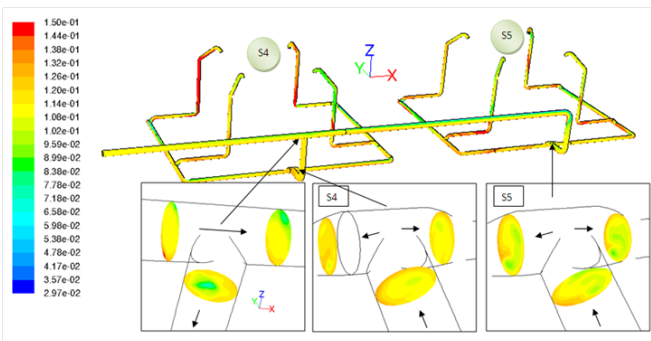 1.50e-01
1.44e-01
1.38e-02
1.32e-02
1.26e-01
1.20e-01
1.14e-01
1.08e-01
1.02e-01
9.59e-02
8.99e-02
8.38e-02
7.78e-02
7.18e-02
6.58e-02
5.98e-02
5.38e-02
4.78e-02
4.17e-02
3.57e-02
2.97e-02
S4
S5
Z
Y
X
S4
S5
Z
Y
X